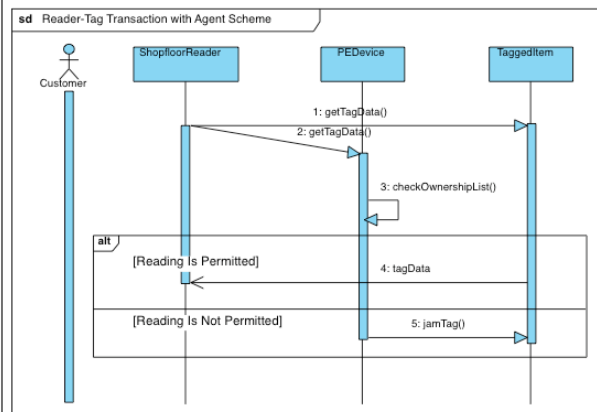 sd Reader-Tag Transaction with Agent Scheme
ShopfloorReader
PEDevice
TaggedItem
Customer
1: getTagData()
2: getTagData()
3: checkOwnershipList()
alt
[Reading Is Permitted]
4: tagData
[Reading Is Not Permitted]
5: jamTag()